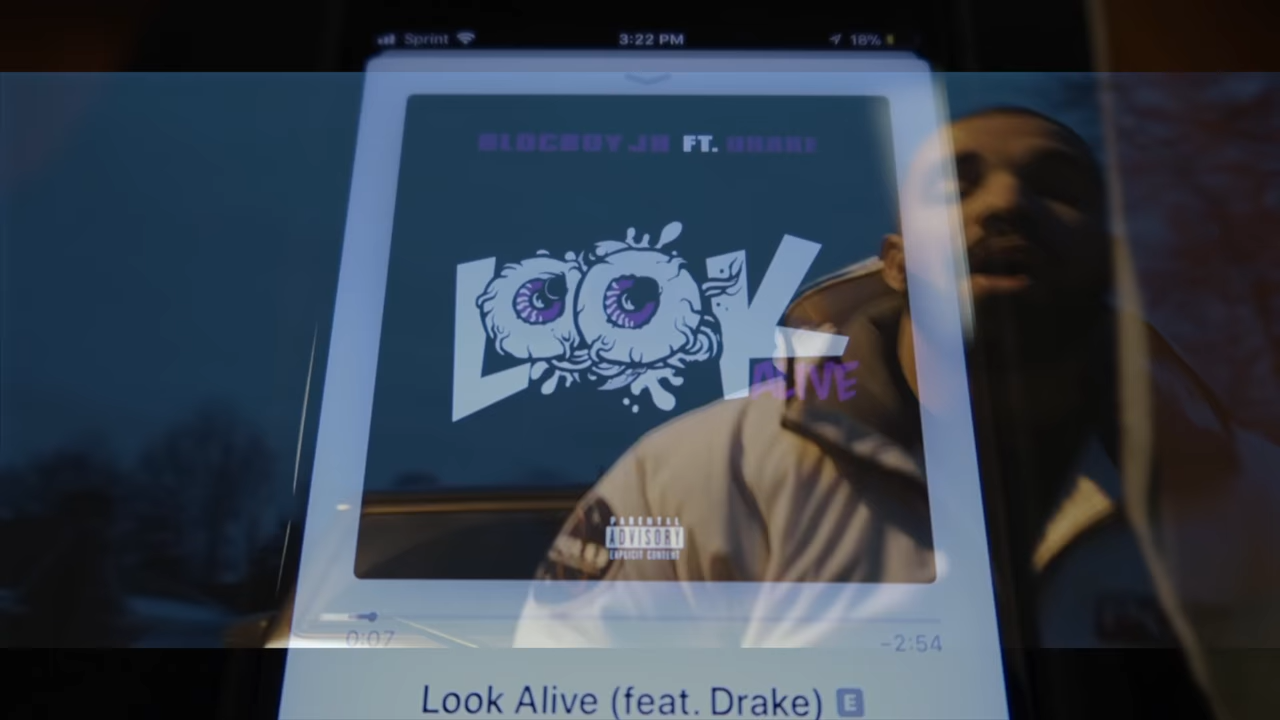 Sprint 3:22 PM 18%
BLOCBOY JB FT. DRAKE
LOOK
ALIVE
PARENTAL
ADVISORY
EXPLICIT CONTENT
0:07 -2:54
Look Alive (feat. Drake) E